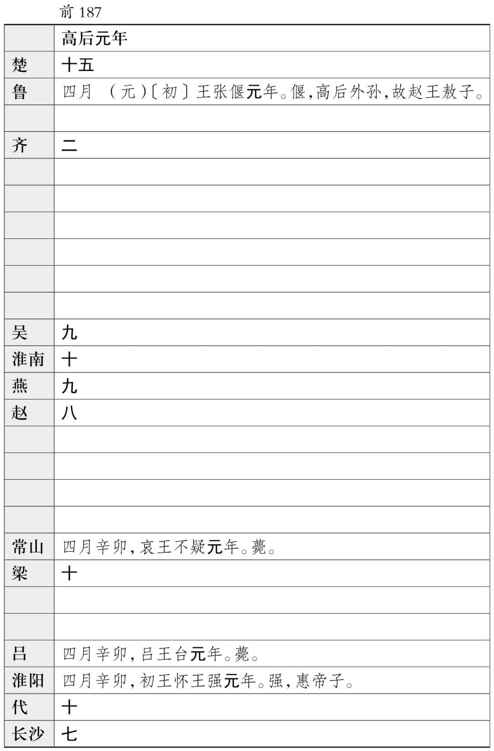 前187
高后元年
楚 十五
鲁 四月 （元）〔初〕王张偃元年。偃，高后外孙，故赵王敖子。
齐 二
吴 九
淮南 十
燕 九
赵 八
常山 四月辛卯，哀王不疑元年。薨。
梁 十
吕 四月辛卯，吕王台元年。薨。
淮阳 四月辛卯，初王怀王强元年。强，惠帝子。
代 十
长沙 七